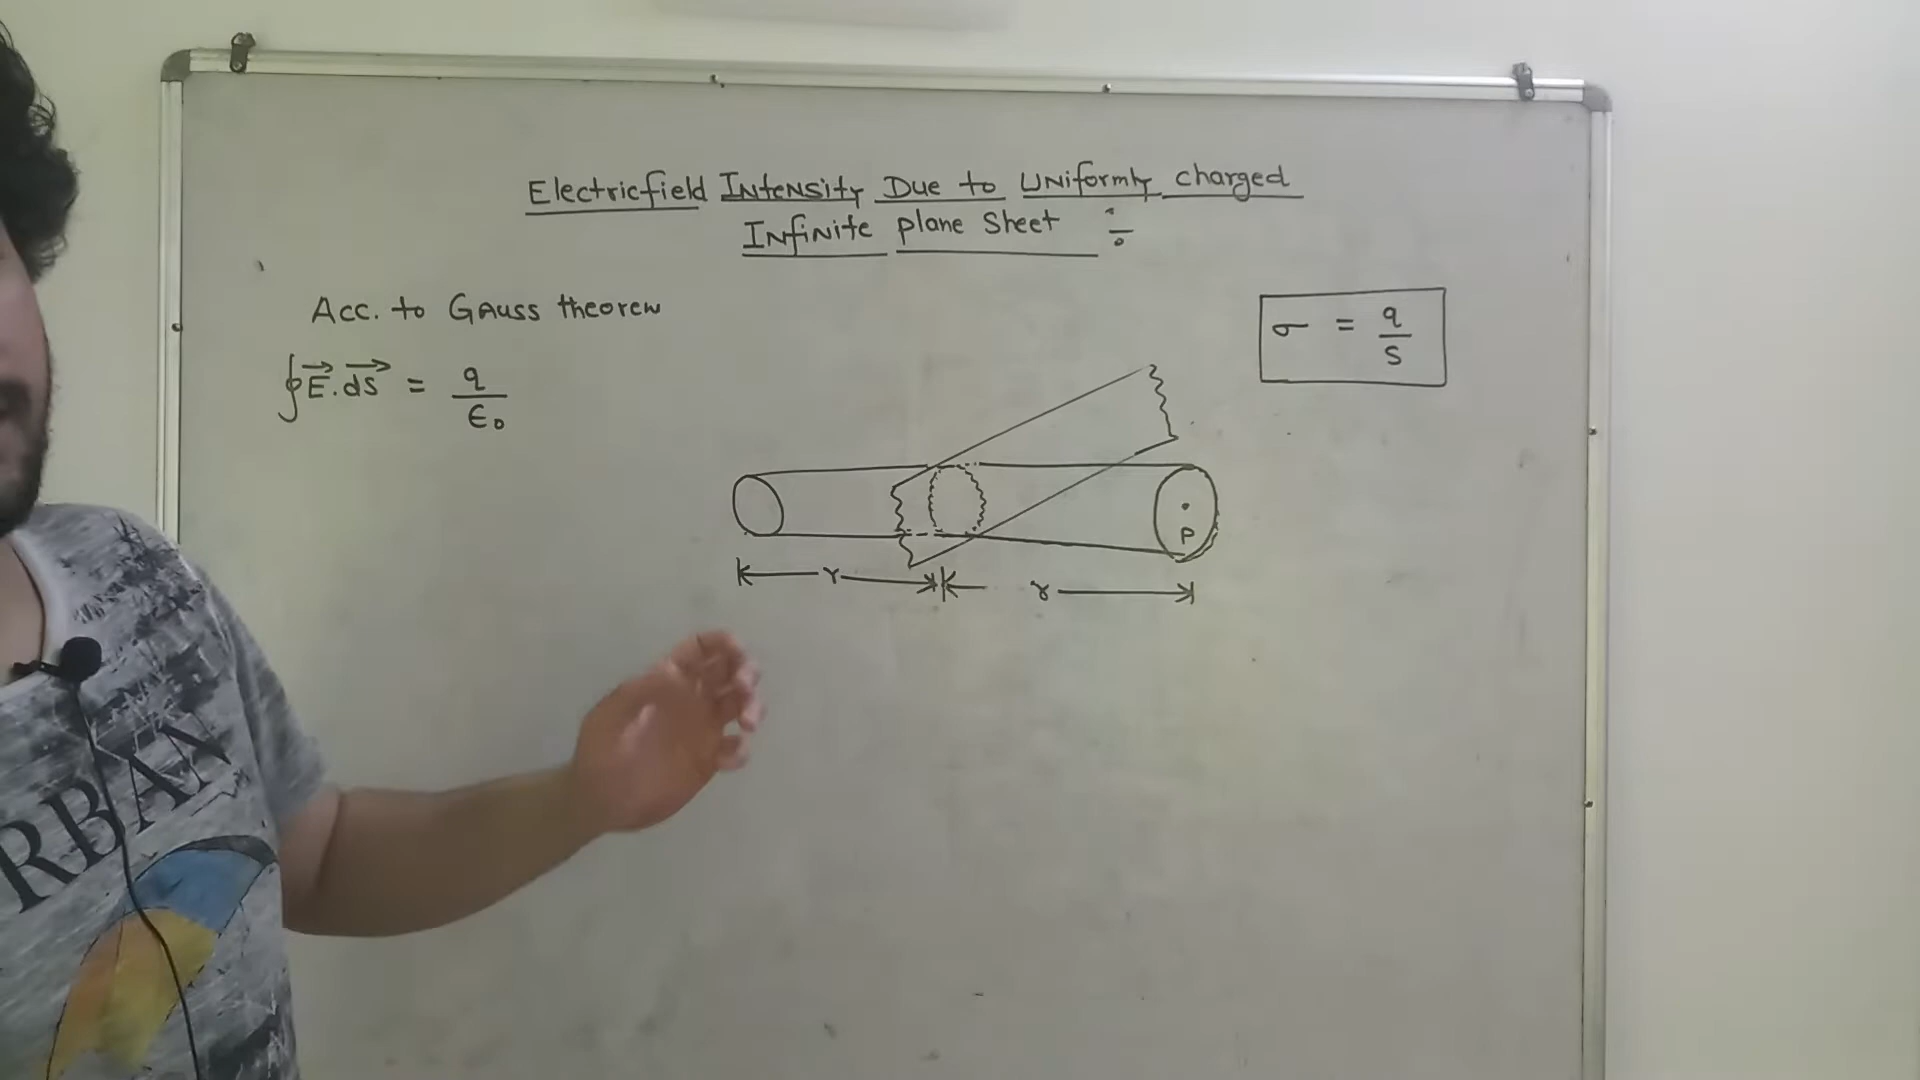 Electricfield Intensity Due to Uniformly charged
Infinite plane Sheet ÷
Acc. to Gauss theorem
∮E⃗.dS⃗ = q/ϵ0
σ = q/S
P
r
r
RBAN